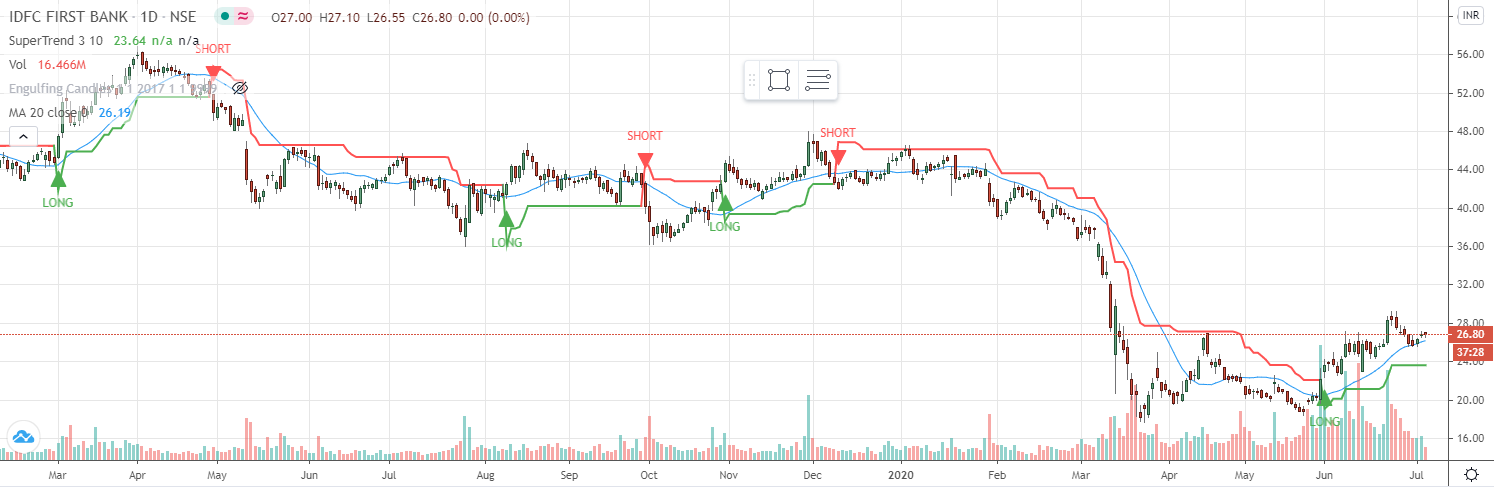 IDFC FIRST BANK · 1D · NSE O27.00 H27.10 L26.55 C26.80 0.00 (0.00%)
INR
SuperTrend 3 10 23.64 n/a n/a
SHORT
Vol 16.466M
Engulfing Candles 1 1 2017 1 1
MA 20 close 0 26.19
LONG
LONG
SHORT
LONG
SHORT
LONG
56.00
52.00
48.00
44.00
40.00
36.00
32.00
28.00
26.80
37:28
24.00
20.00
16.00
Mar Apr May Jun Jul Aug Sep Oct Nov Dec 2020 Feb Mar Apr May Jun Jul